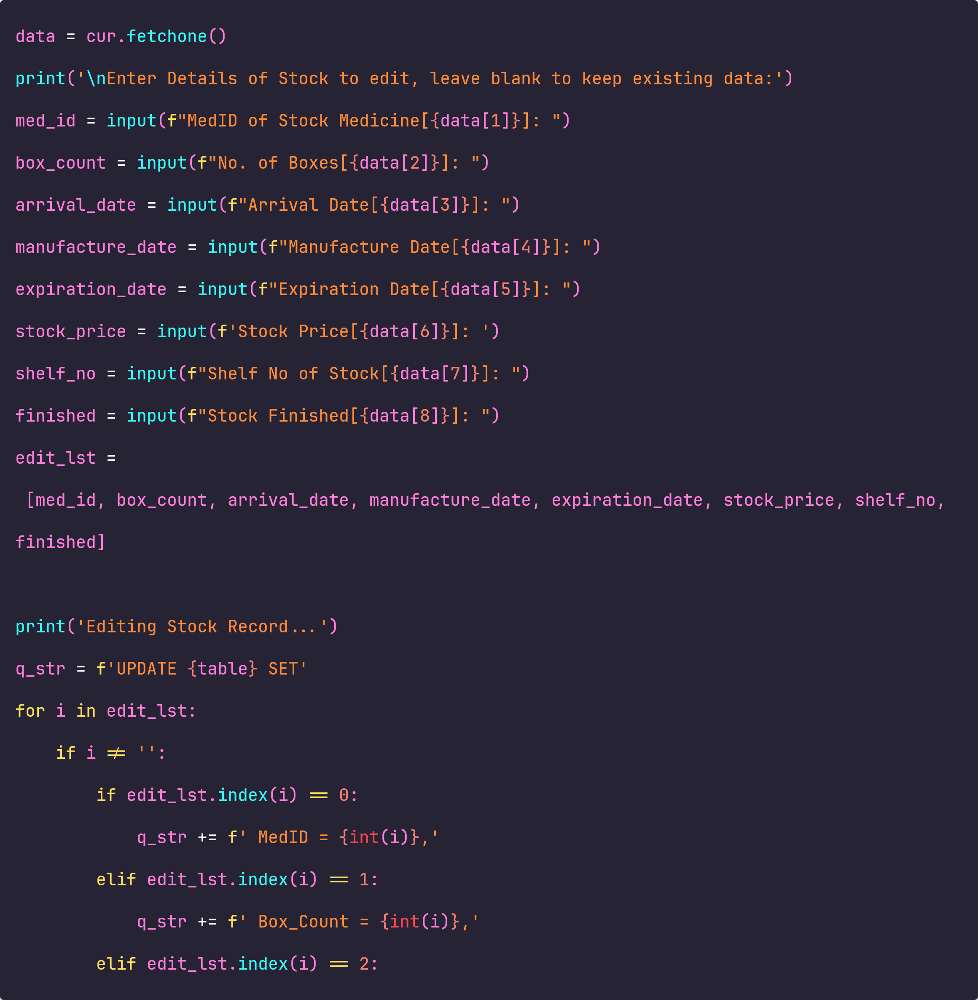 data = cur.fetchone()
print('\nEnter Details of Stock to edit, leave blank to keep existing data:')
med_id = input(f"MedID of Stock Medicine[{data[1]}]: ")
box_count = input(f"No. of Boxes[{data[2]}]: ")
arrival_date = input(f"Arrival Date[{data[3]}]: ")
manufacture_date = input(f"Manufacture Date[{data[4]}]: ")
expiration_date = input(f"Expiration Date[{data[5]}]: ")
stock_price = input(f'Stock Price[{data[6]}]: ')
shelf_no = input(f"Shelf No of Stock[{data[7]}]: ")
finished = input(f"Stock Finished[{data[8]}]: ")
edit_lst =
 [med_id, box_count, arrival_date, manufacture_date, expiration_date, stock_price, shelf_no,
finished]

print('Editing Stock Record...')
q_str = f'UPDATE {table} SET'
for i in edit_lst:
    if i != '':
        if edit_lst.index(i) == 0:
            q_str += f' MedID = {int(i)},'
        elif edit_lst.index(i) == 1:
            q_str += f' Box_Count = {int(i)},'
        elif edit_lst.index(i) == 2: